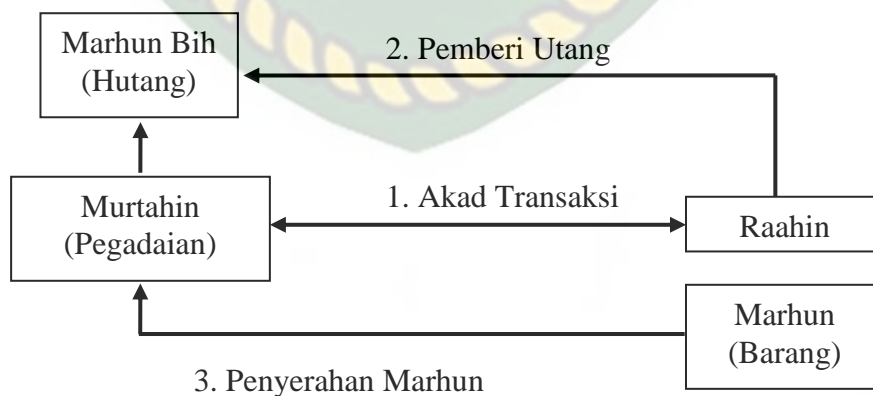 Marhun Bih
(Hutang)
2. Pemberi Utang
Murtahin
(Pegadaian)
1. Akad Transaksi
Raahin
Marhun
(Barang)
3. Penyerahan Marhun